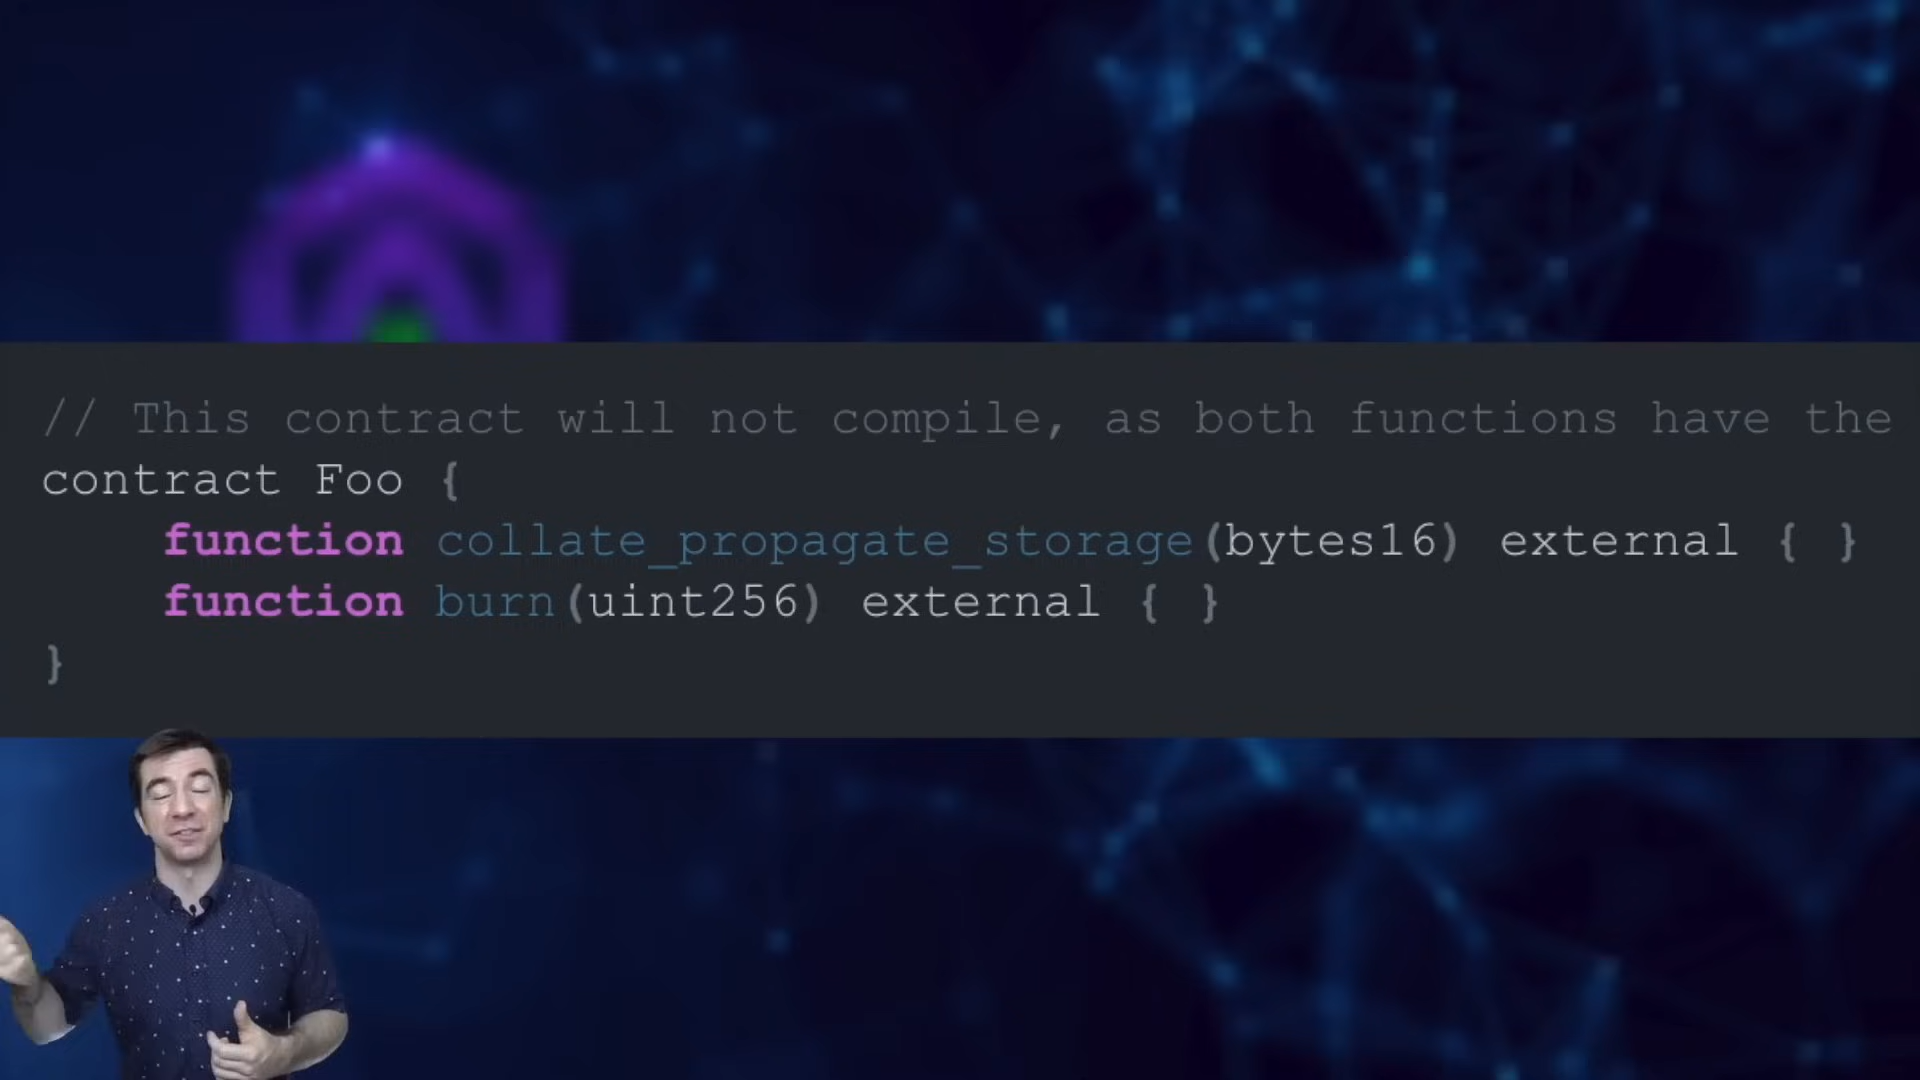 // This contract will not compile, as both functions have the
contract Foo {
function collate_propagate_storage(bytes16) external { }
function burn(uint256) external { }
}